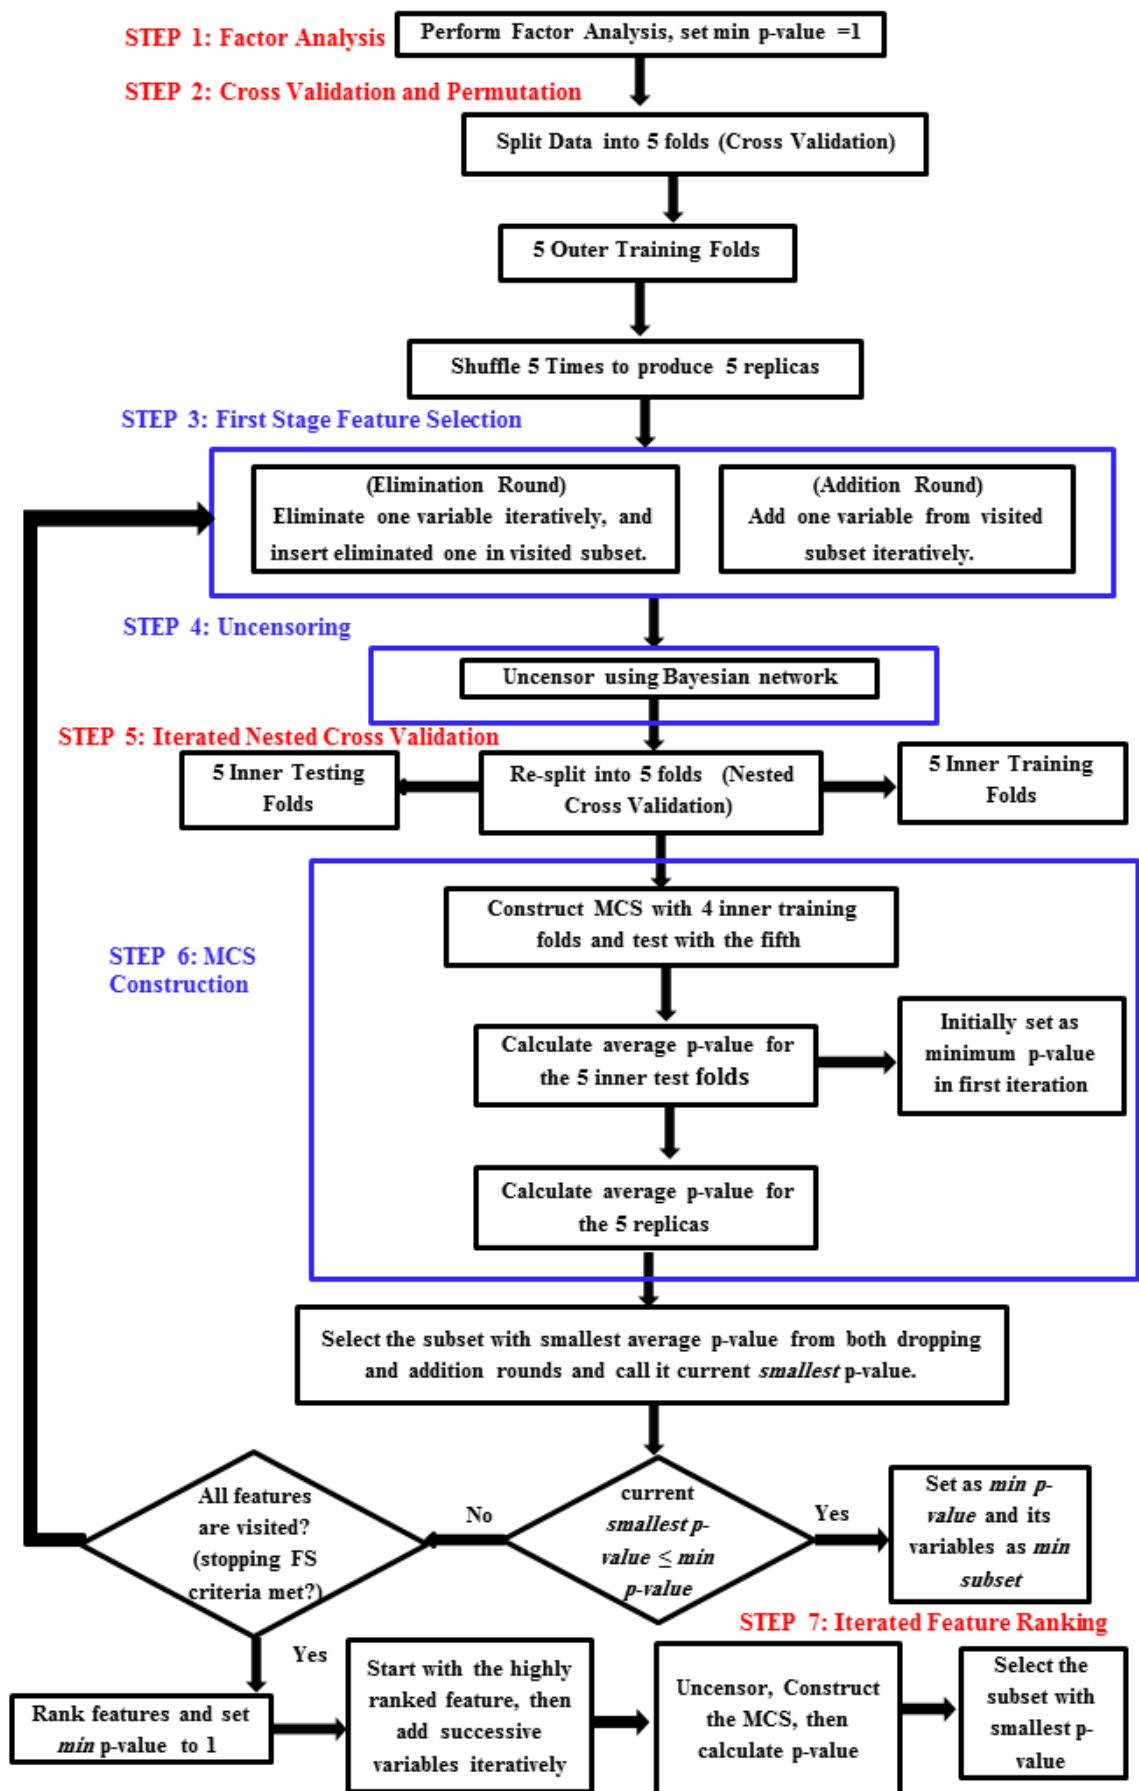 STEP 1: Factor Analysis
Perform Factor Analysis, set min p-value =1
STEP 2: Cross Validation and Permutation
Split Data into 5 folds (Cross Validation)
5 Outer Training Folds
Shuffle 5 Times to produce 5 replicas
STEP 3: First Stage Feature Selection
(Elimination Round)
Eliminate one variable iteratively, and
insert eliminated one in visited subset.
(Addition Round)
Add one variable from visited
subset iteratively.
STEP 4: Uncensoring
Uncensor using Bayesian network
STEP 5: Iterated Nested Cross Validation
5 Inner Testing
Folds
Re-split into 5 folds (Nested
Cross Validation)
5 Inner Training
Folds
STEP 6: MCS
Construction
Construct MCS with 4 inner training
folds and test with the fifth
Calculate average p-value for
the 5 inner test folds
Initially set as
minimum p-value
in first iteration
Calculate average p-value for
the 5 replicas
Select the subset with smallest average p-value from both dropping
and addition rounds and call it current smallest p-value.
All features
are visited?
(stopping FS
criteria met?)
No
current
smallest p-
value ≤ min
p-value
Yes
Set as min p-
value and its
variables as min
subset
STEP 7: Iterated Feature Ranking
Yes
Rank features and set
min p-value to 1
Start with the highly
ranked feature, then
add successive
variables iteratively
Uncensor, Construct
the MCS, then
calculate p-value
Select the
subset with
smallest p-
value